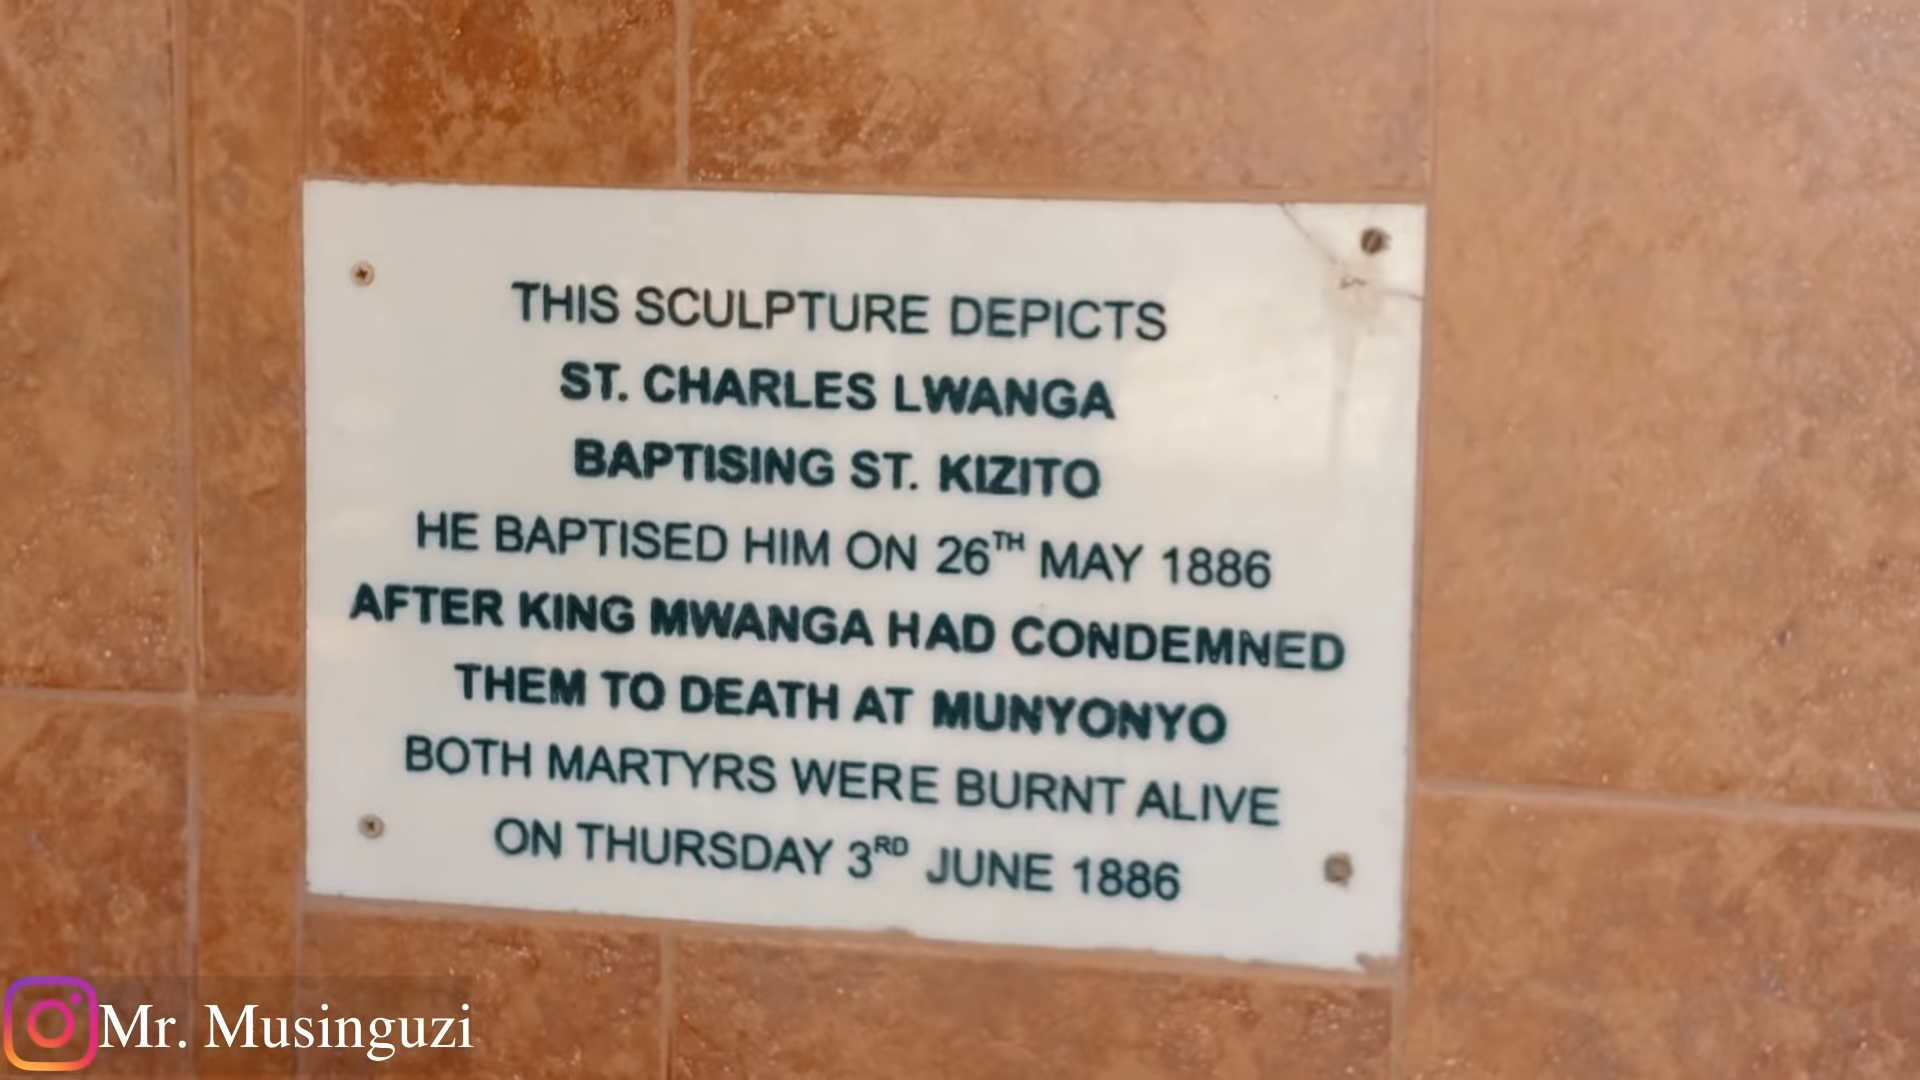 THIS SCULPTURE DEPICTS
ST. CHARLES LWANGA
BAPTISING ST. KIZITO
HE BAPTISED HIM ON 26TH MAY 1886
AFTER KING MWANGA HAD CONDEMNED
THEM TO DEATH AT MUNYONYO
BOTH MARTYRS WERE BURNT ALIVE
ON THURSDAY 3RD JUNE 1886
Mr. Musinguzi